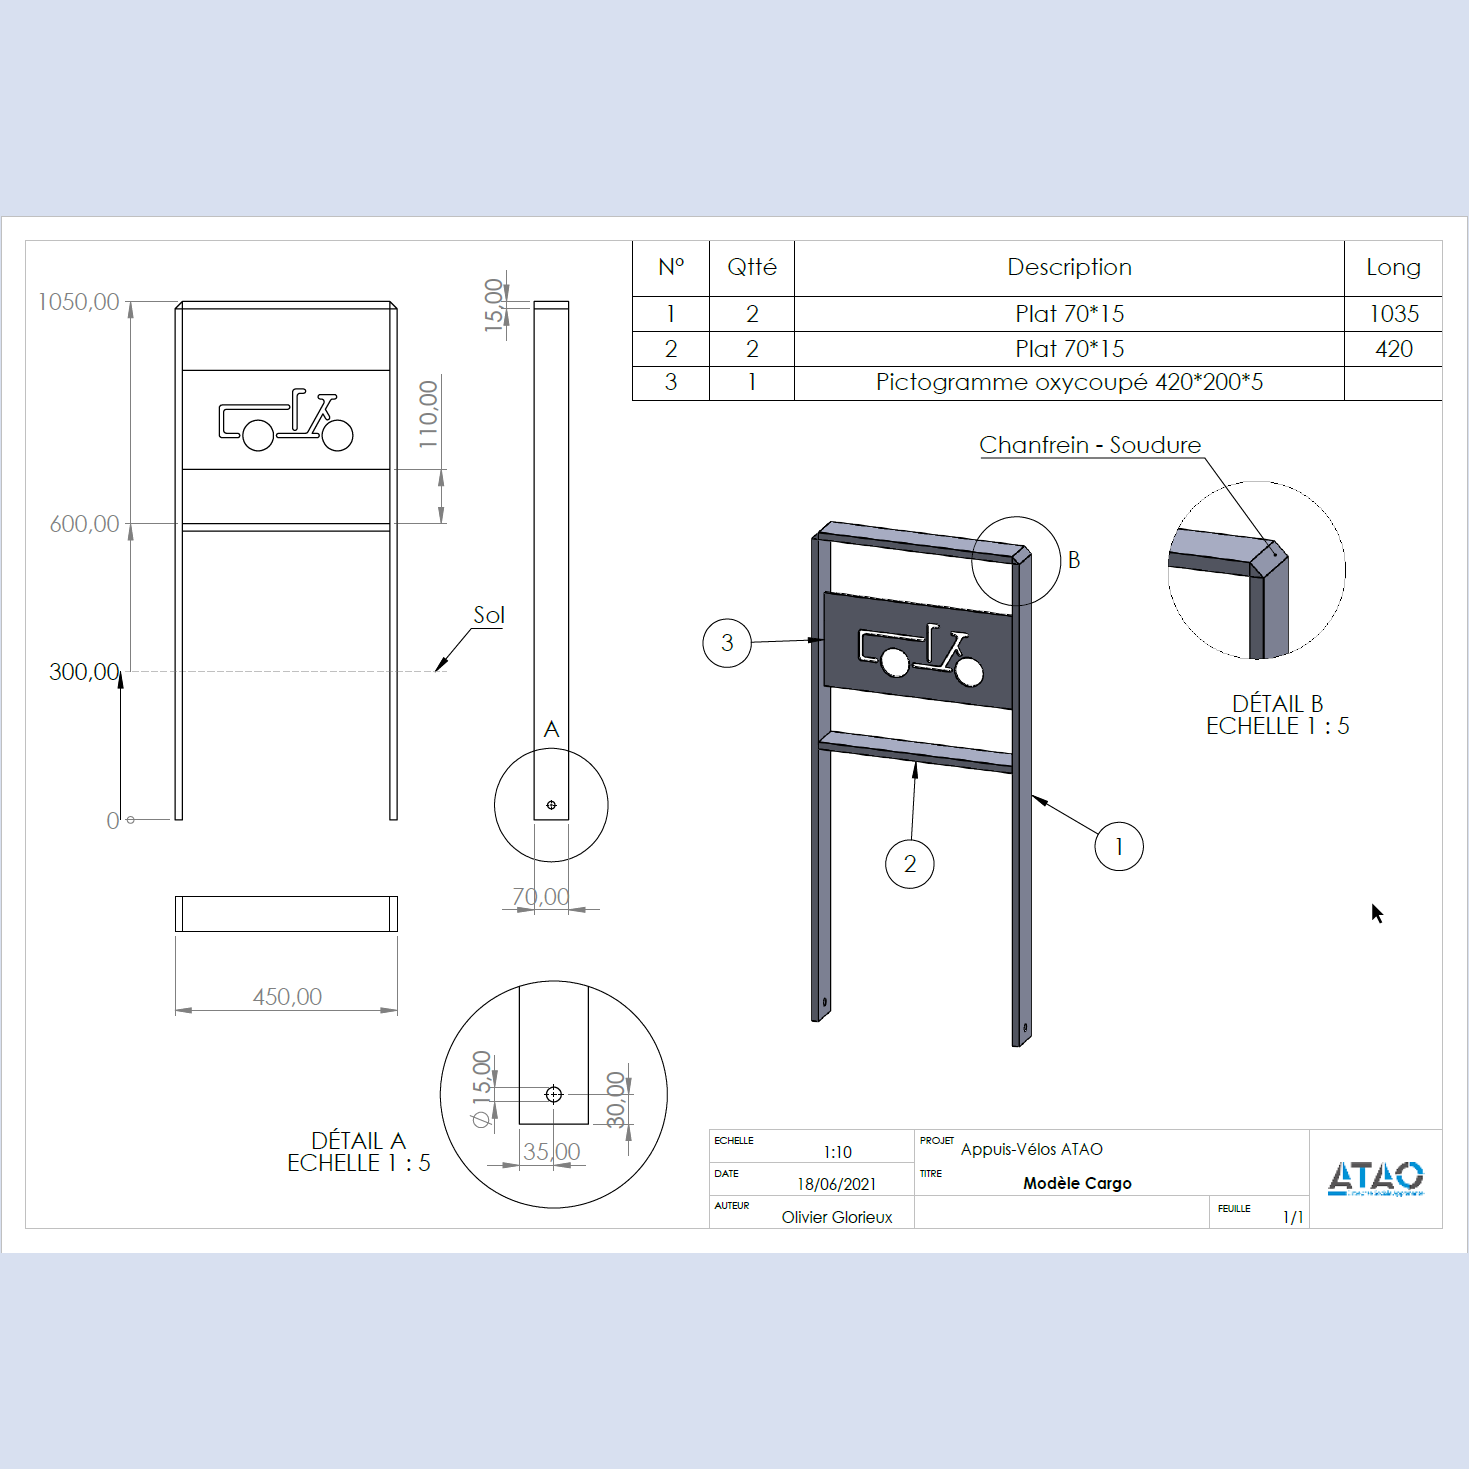 N° Qtté Description Long
1 2 Plat 70*15 1035
2 2 Plat 70*15 420
3 1 Pictogramme oxycoupé 420*200*5
1050,00
15,00
110,00
600,00
Sol
300,00
0
A
70,00
450,00
Chanfrein - Soudure
B
3
2
1
DÉTAIL B
ECHELLE 1 : 5
Ø 15,00
30,00
35,00
DÉTAIL A
ECHELLE 1 : 5
ECHELLE 1:10
PROJET Appuis-Vélos ATAO
DATE 18/06/2021
TITRE Modèle Cargo
AUTEUR Olivier Glorieux
FEUILLE 1/1
ATAO